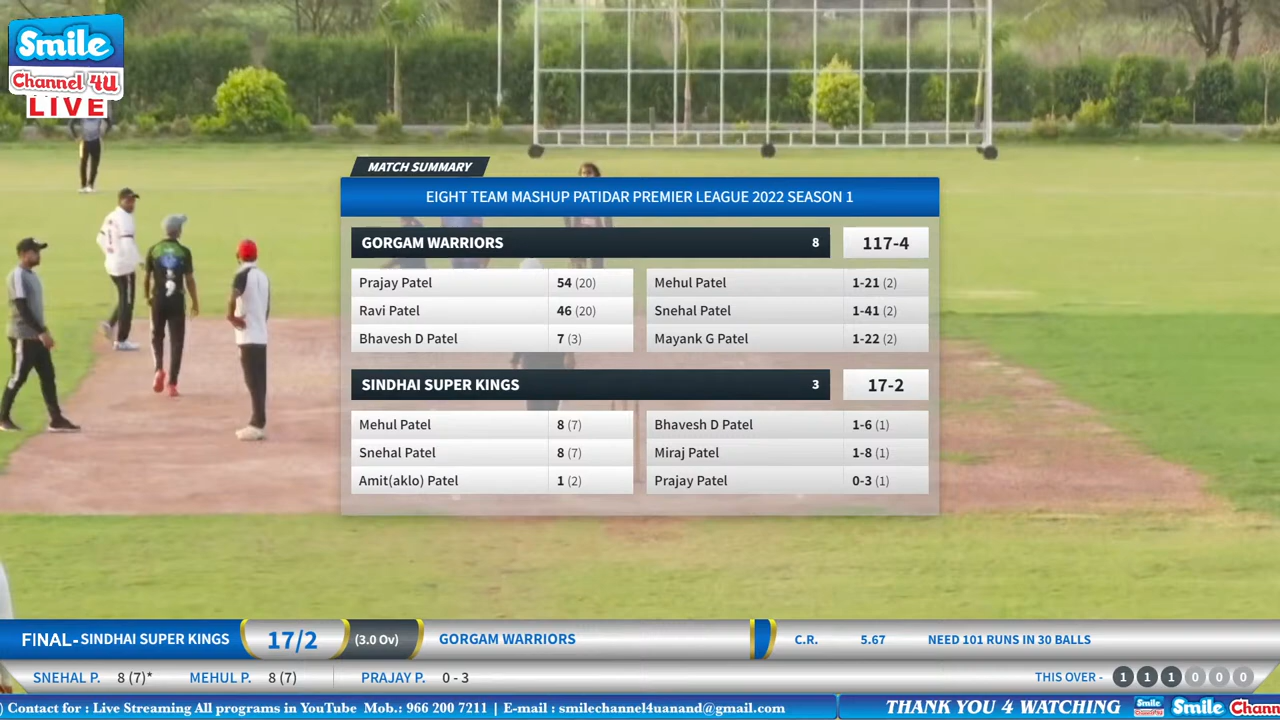 Smile
Channel 4U
LIVE
MATCH SUMMARY
EIGHT TEAM MASHUP PATIDAR PREMIER LEAGUE 2022 SEASON 1
GORGAM WARRIORS 8 117-4
Prajay Patel 54 (20) Mehul Patel 1-21 (2)
Ravi Patel 46 (20) Snehal Patel 1-41 (2)
Bhavesh D Patel 7 (3) Mayank G Patel 1-22 (2)
SINDHAI SUPER KINGS 3 17-2
Mehul Patel 8 (7) Bhavesh D Patel 1-6 (1)
Snehal Patel 8 (7) Miraj Patel 1-8 (1)
Amit(aklo) Patel 1 (2) Prajay Patel 0-3 (1)
FINAL- SINDHAI SUPER KINGS 17/2 (3.0 Ov) GORGAM WARRIORS C.R. 5.67 NEED 101 RUNS IN 30 BALLS
SNEHAL P. 8 (7)* MEHUL P. 8 (7) PRAJAY P. 0 - 3 THIS OVER - 1 1 1 0 0 0
) Contact for : Live Streaming All programs in YouTube Mob.: 966 200 7211 | E-mail : smilechannel4uanand@gmail.com THANK YOU 4 WATCHING Smile Smile Chann